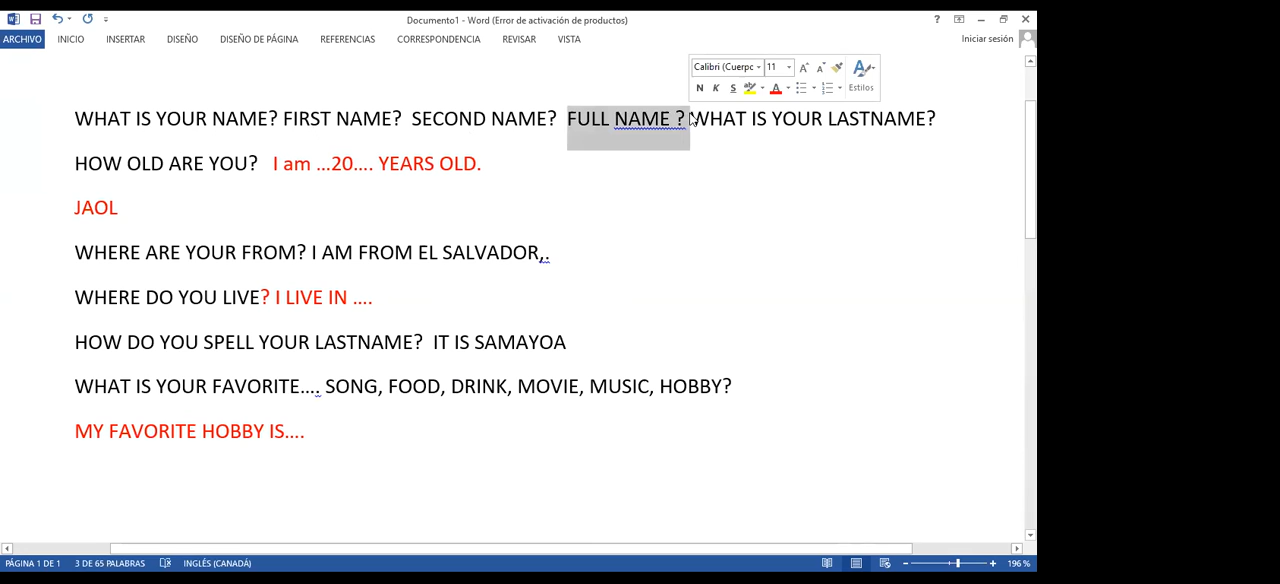 Documento1 - Word (Error de activación de productos)
?
ARCHIVO INICIO INSERTAR DISEÑO DISEÑO DE PÁGINA REFERENCIAS CORRESPONDENCIA REVISAR VISTA Iniciar sesión
Calibri (Cuerpc 11 A A
N K S aby A Estilos
WHAT IS YOUR NAME? FIRST NAME? SECOND NAME? FULL NAME ? WHAT IS YOUR LASTNAME?
HOW OLD ARE YOU? I am …20…. YEARS OLD.
JAOL
WHERE ARE YOUR FROM? I AM FROM EL SALVADOR,.
WHERE DO YOU LIVE? I LIVE IN ….
HOW DO YOU SPELL YOUR LASTNAME? IT IS SAMAYOA
WHAT IS YOUR FAVORITE…. SONG, FOOD, DRINK, MOVIE, MUSIC, HOBBY?
MY FAVORITE HOBBY IS….
PÁGINA 1 DE 1 3 DE 65 PALABRAS INGLÉS (CANADÁ) 196 %